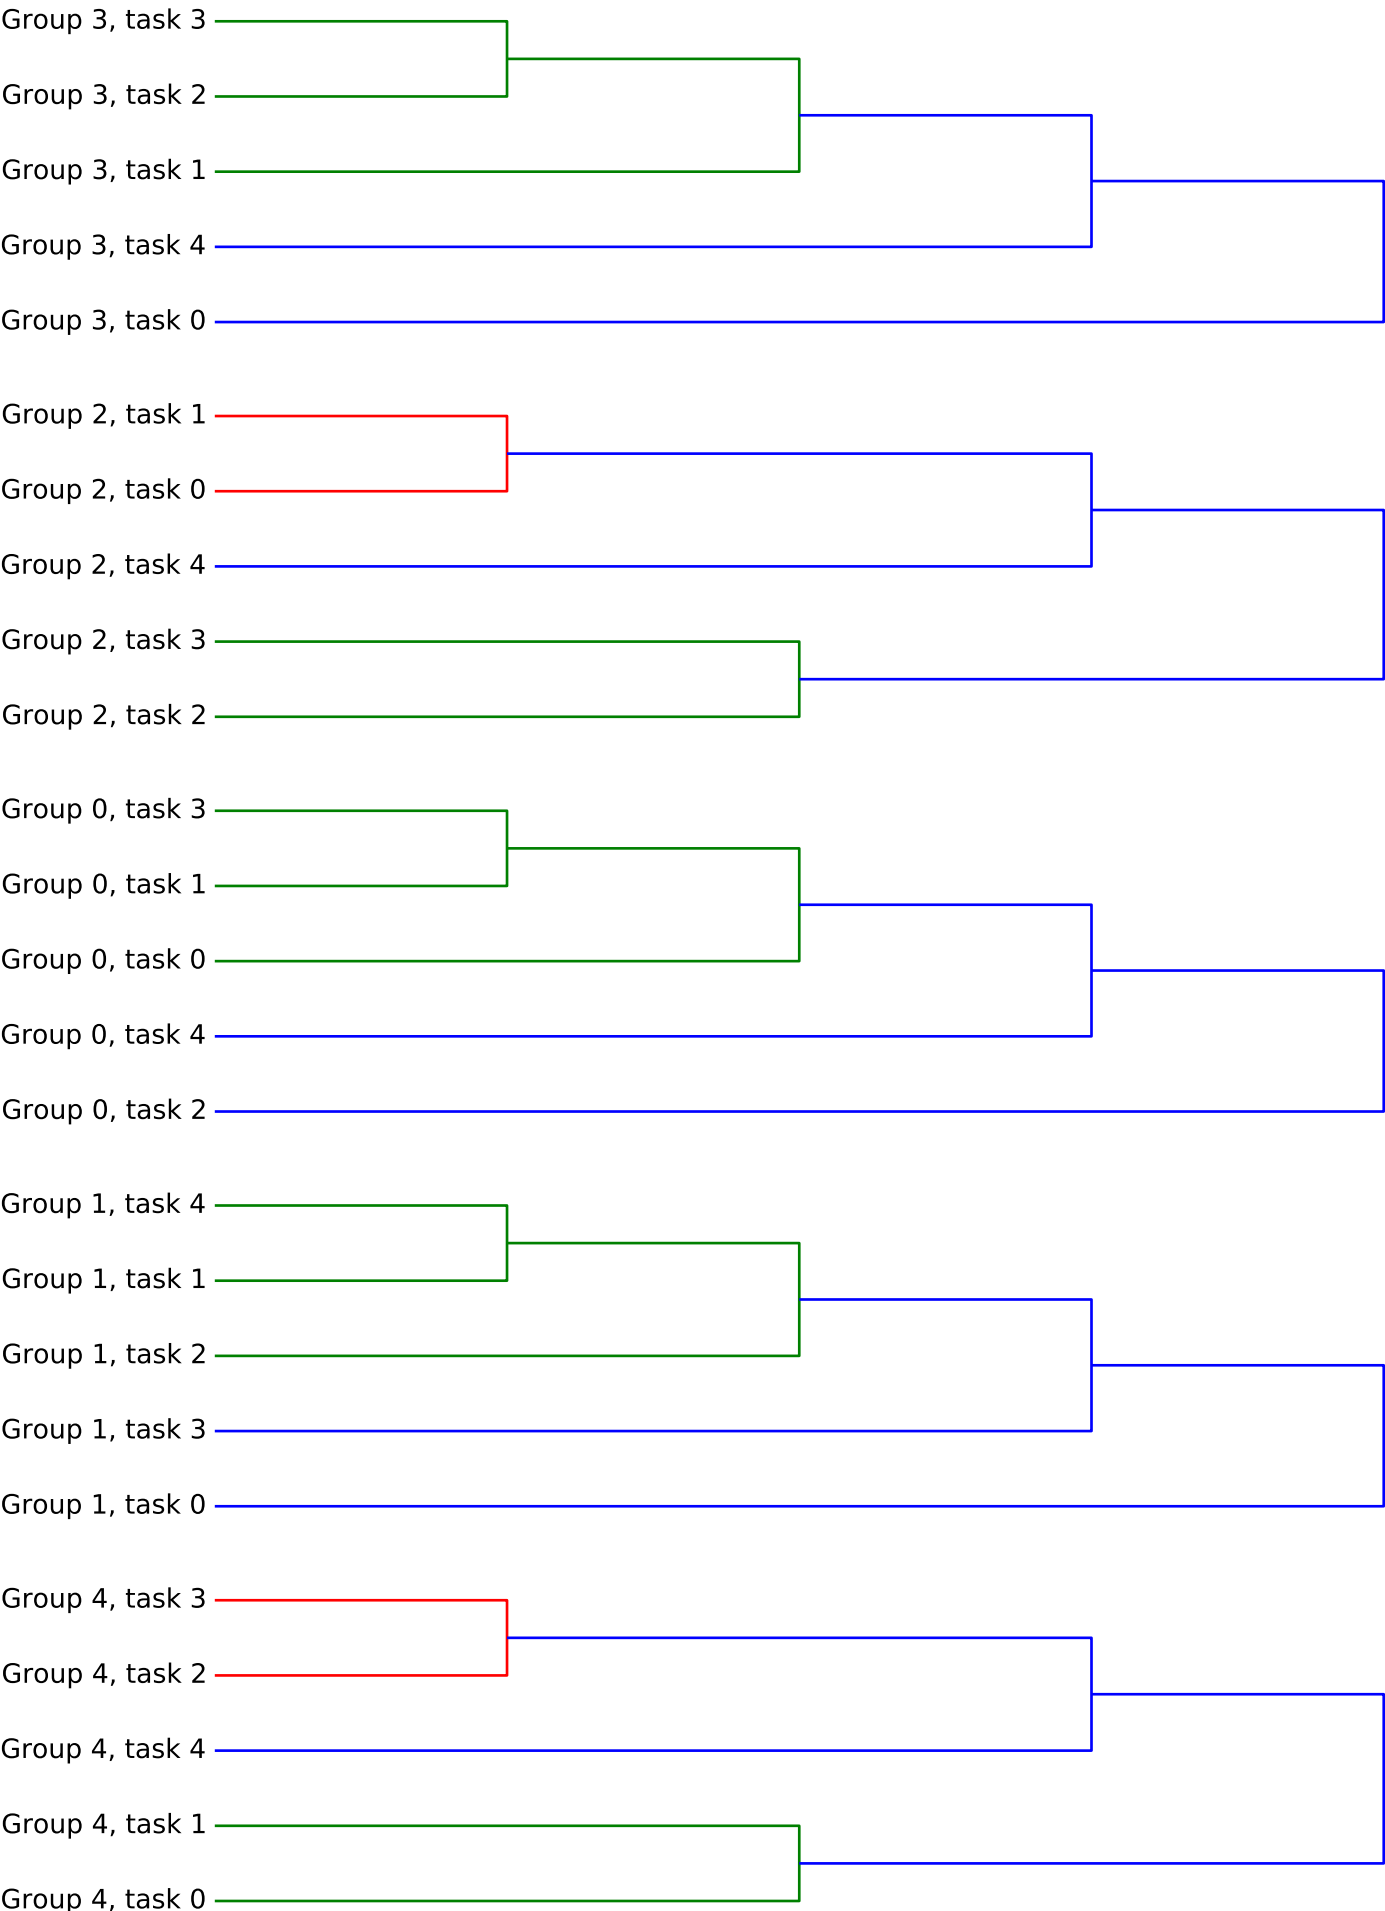 Group 3, task 3
Group 3, task 2
Group 3, task 1
Group 3, task 4
Group 3, task 0
Group 2, task 1
Group 2, task 0
Group 2, task 4
Group 2, task 3
Group 2, task 2
Group 0, task 3
Group 0, task 1
Group 0, task 0
Group 0, task 4
Group 0, task 2
Group 1, task 4
Group 1, task 1
Group 1, task 2
Group 1, task 3
Group 1, task 0
Group 4, task 3
Group 4, task 2
Group 4, task 4
Group 4, task 1
Group 4, task 0